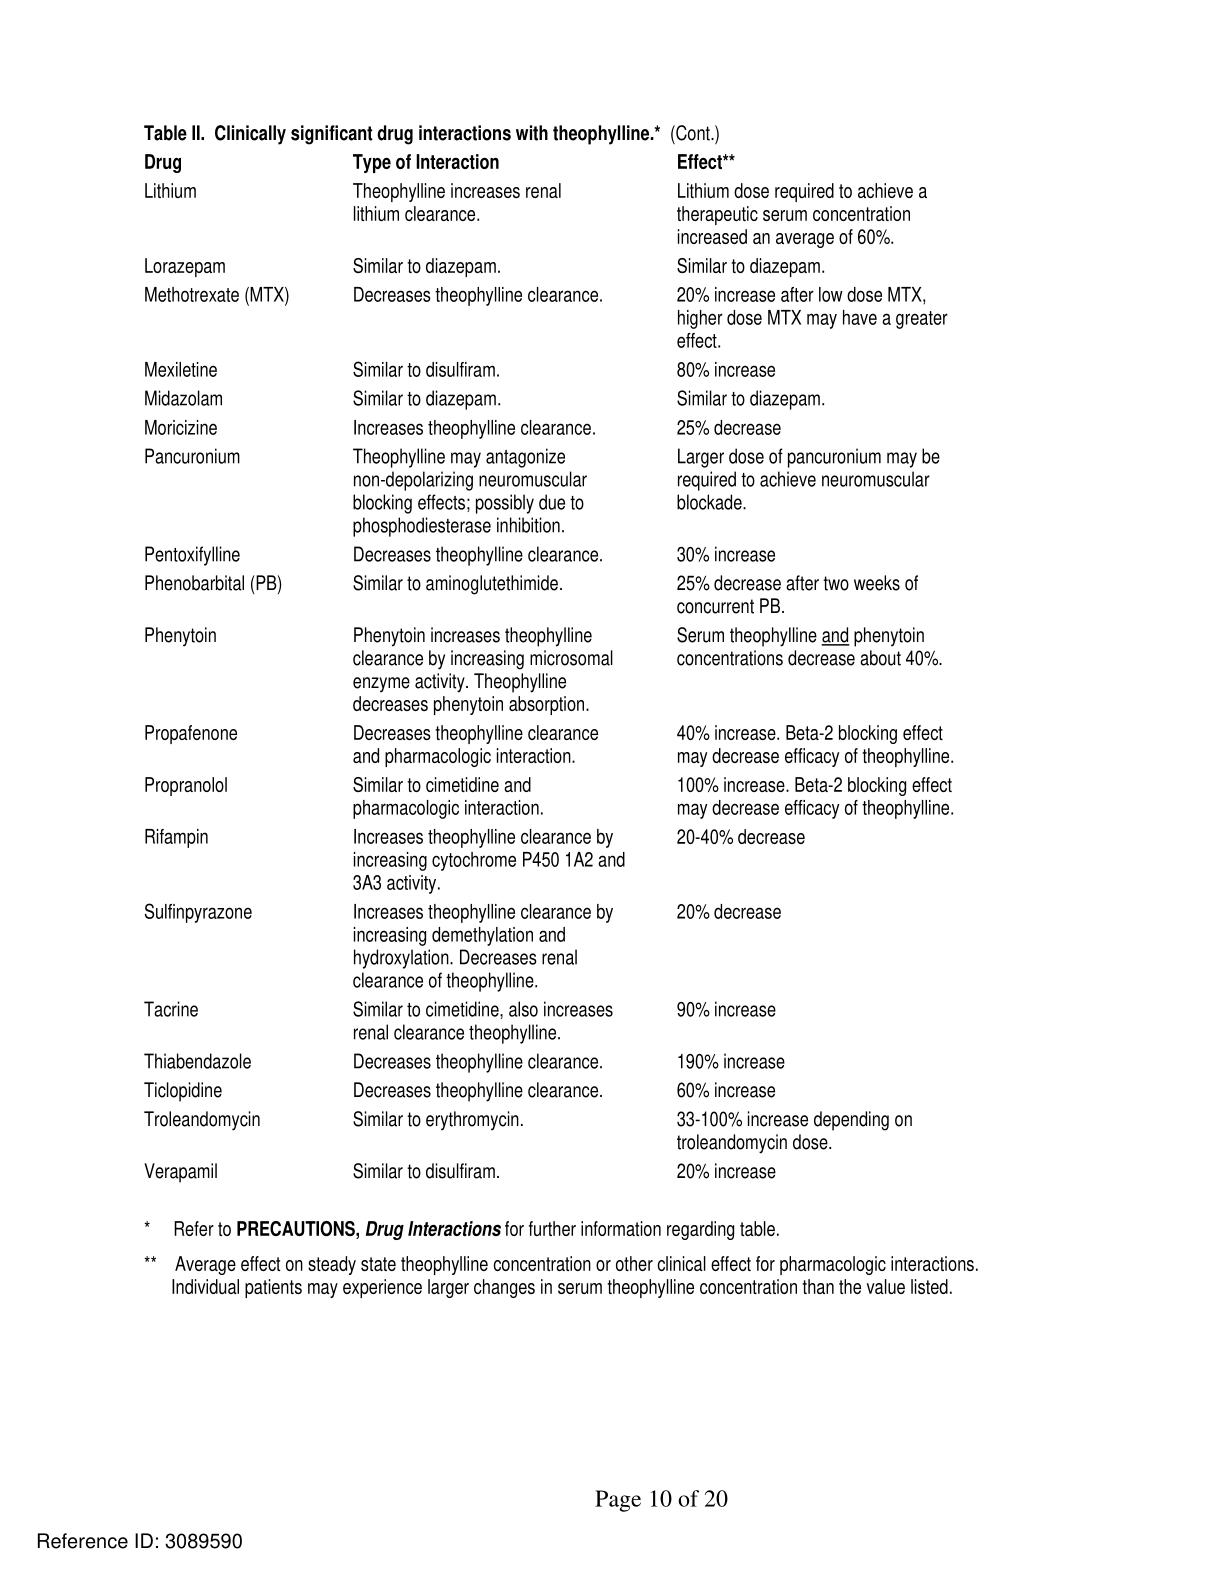 Table II. Clinically significant drug interactions with theophylline.* (Cont.)
Drug Type of Interaction Effect**
Lithium Theophylline increases renal Lithium dose required to achieve a
lithium clearance. therapeutic serum concentration
increased an average of 60%.
Lorazepam Similar to diazepam. Similar to diazepam.
Methotrexate (MTX) Decreases theophylline clearance. 20% increase after low dose MTX,
higher dose MTX may have a greater
effect.
Mexiletine Similar to disulfiram. 80% increase
Midazolam Similar to diazepam. Similar to diazepam.
Moricizine Increases theophylline clearance. 25% decrease
Pancuronium Theophylline may antagonize Larger dose of pancuronium may be
non-depolarizing neuromuscular required to achieve neuromuscular
blocking effects; possibly due to blockade.
phosphodiesterase inhibition.
Pentoxifylline Decreases theophylline clearance. 30% increase
Phenobarbital (PB) Similar to aminoglutethimide. 25% decrease after two weeks of
concurrent PB.
Phenytoin Phenytoin increases theophylline Serum theophylline and phenytoin
clearance by increasing microsomal concentrations decrease about 40%.
enzyme activity. Theophylline
decreases phenytoin absorption.
Propafenone Decreases theophylline clearance 40% increase. Beta-2 blocking effect
and pharmacologic interaction. may decrease efficacy of theophylline.
Propranolol Similar to cimetidine and 100% increase. Beta-2 blocking effect
pharmacologic interaction. may decrease efficacy of theophylline.
Rifampin Increases theophylline clearance by 20-40% decrease
increasing cytochrome P450 1A2 and
3A3 activity.
Sulfinpyrazone Increases theophylline clearance by 20% decrease
increasing demethylation and
hydroxylation. Decreases renal
clearance of theophylline.
Tacrine Similar to cimetidine, also increases 90% increase
renal clearance theophylline.
Thiabendazole Decreases theophylline clearance. 190% increase
Ticlopidine Decreases theophylline clearance. 60% increase
Troleandomycin Similar to erythromycin. 33-100% increase depending on
troleandomycin dose.
Verapamil Similar to disulfiram. 20% increase
* Refer to PRECAUTIONS, Drug Interactions for further information regarding table.
** Average effect on steady state theophylline concentration or other clinical effect for pharmacologic interactions.
Individual patients may experience larger changes in serum theophylline concentration than the value listed.
Page 10 of 20
Reference ID: 3089590